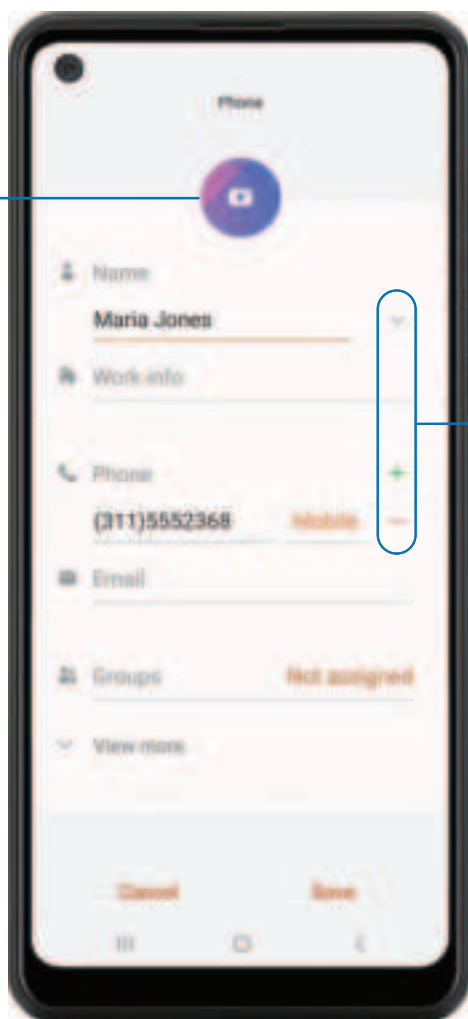 Phone
Name
Maria Jones
Work info
Phone
(311)5552368 Mobile
Email
Groups Not assigned
View more
Cancel Save